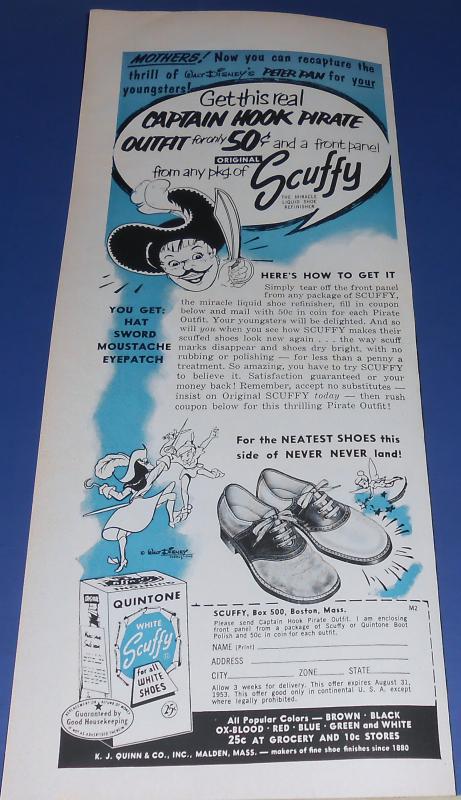 MOTHERS! Now you can recapture the
thrill of Walt Disney's PETER PAN for your
youngsters!
Get this real
CAPTAIN HOOK PIRATE
OUTFIT for only 50¢ and a front panel
ORIGINAL
from any pkg. of Scuffy
THE MIRACLE
LIQUID SHOE
REFINISHER
HERE'S HOW TO GET IT
Simply tear off the front panel
from any package of SCUFFY,
the miracle liquid shoe refinisher, fill in coupon
below and mail with 50c in coin for each Pirate
Outfit. Your youngsters will be delighted. And so
will you when you see how SCUFFY makes their
scuffed shoes look new again . . . the way scuff
marks disappear and shoes dry bright, with no
rubbing or polishing — for less than a penny a
treatment. So amazing, you have to try SCUFFY
to believe it. Satisfaction guaranteed or your
money back! Remember, accept no substitutes —
insist on Original SCUFFY today — then rush
coupon below for this thrilling Pirate Outfit!
YOU GET:
HAT
SWORD
MOUSTACHE
EYEPATCH
For the NEATEST SHOES this
side of NEVER NEVER land!
© Walt Disney
QUINTONE
WHITE
Scuffy
for all
WHITE
SHOES
25¢
Guaranteed by
Good Housekeeping
SCUFFY, Box 500, Boston, Mass.
M2
Please send Captain Hook Pirate Outfit. I am enclosing
front panel from a package of Scuffy or Quintone Boot
Polish and 50c in coin for each outfit.
NAME (Print)
ADDRESS
CITY ZONE STATE
Allow 3 weeks for delivery. This offer expires August 31,
1953. This offer good only in continental U. S. A. except
where legally prohibited.
All Popular Colors — BROWN · BLACK
OX-BLOOD · RED · BLUE · GREEN and WHITE
25c AT GROCERY AND 10c STORES
K. J. QUINN & CO., INC., MALDEN, MASS. — makers of fine shoe finishes since 1880